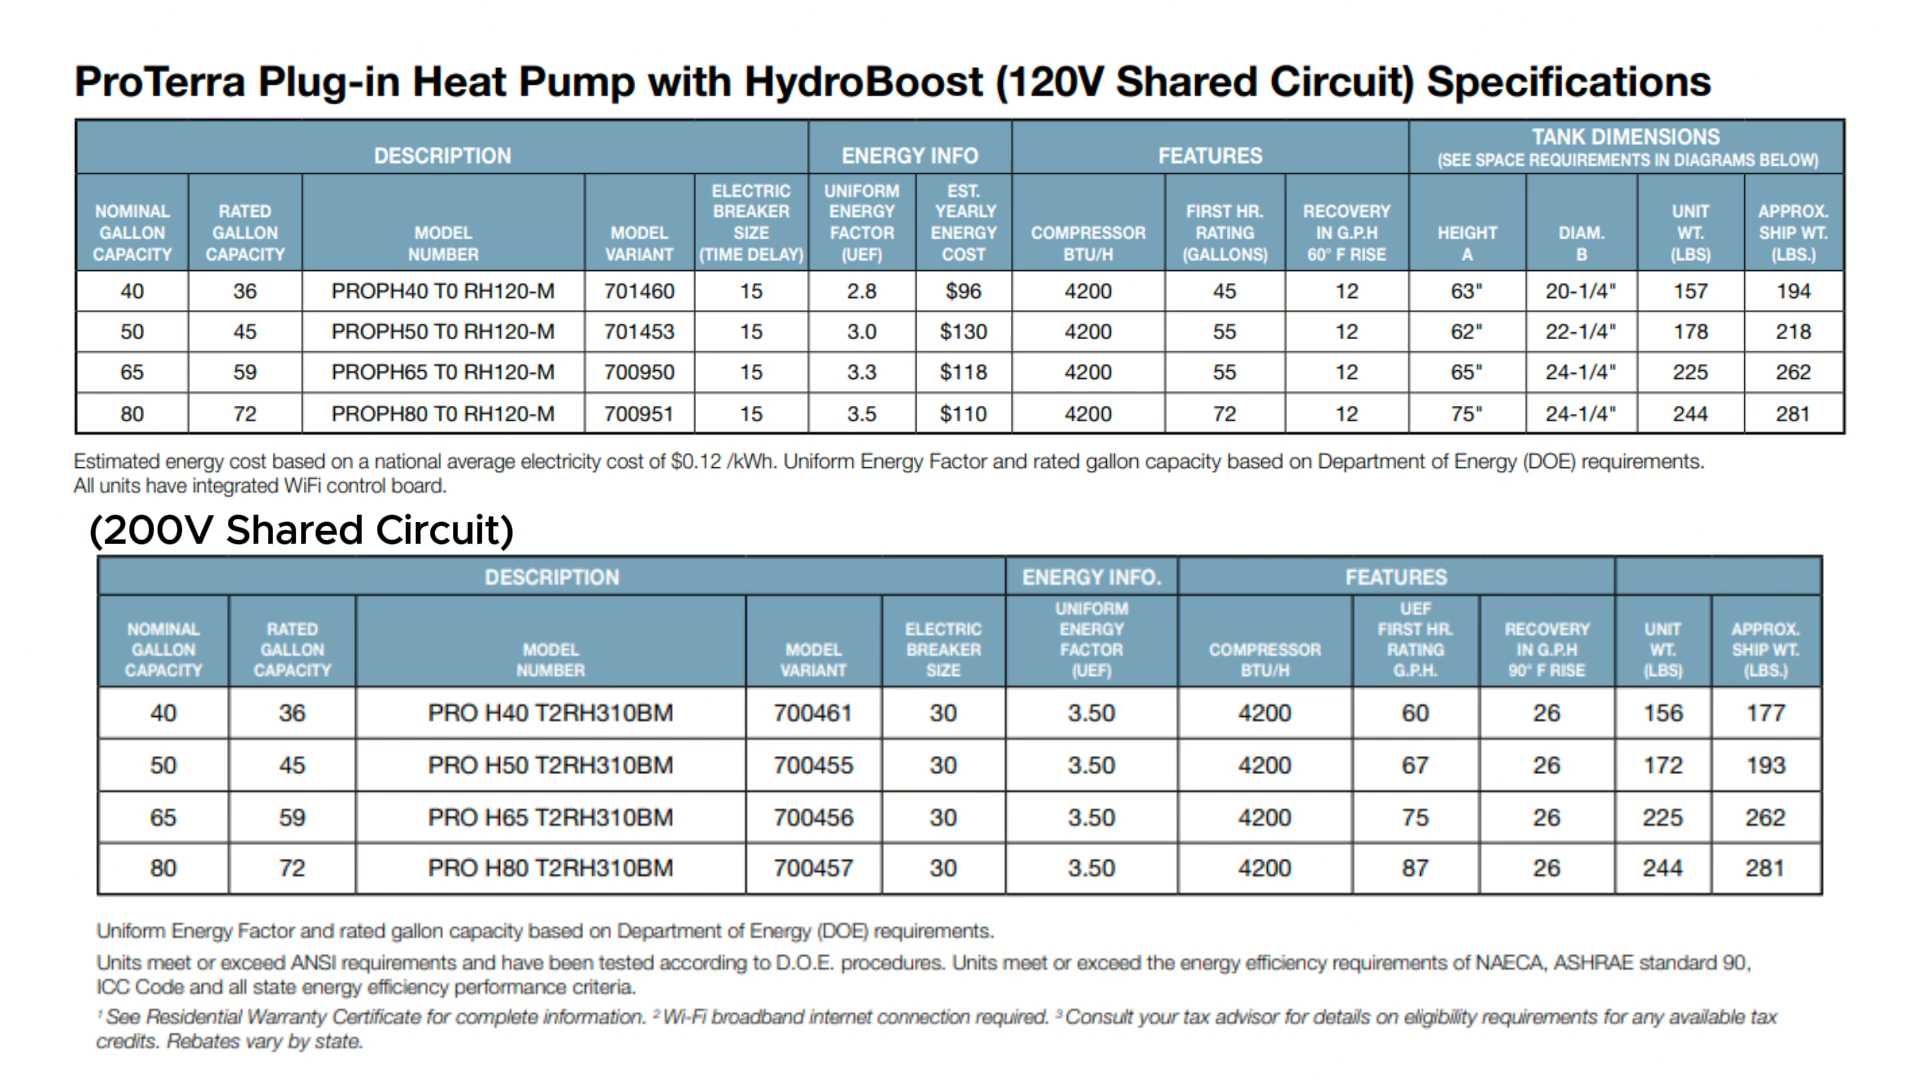 ProTerra Plug-in Heat Pump with HydroBoost (120V Shared Circuit) Specifications
DESCRIPTION ENERGY INFO FEATURES TANK DIMENSIONS
(SEE SPACE REQUIREMENTS IN DIAGRAMS BELOW)
NOMINAL GALLON CAPACITY RATED GALLON CAPACITY MODEL NUMBER MODEL VARIANT ELECTRIC BREAKER SIZE (TIME DELAY) UNIFORM ENERGY FACTOR (UEF) EST. YEARLY ENERGY COST COMPRESSOR BTU/H FIRST HR. RATING (GALLONS) RECOVERY IN G.P.H 60° F RISE HEIGHT A DIAM. B UNIT WT. (LBS) APPROX. SHIP WT. (LBS.)
40 36 PROPH40 T0 RH120-M 701460 15 2.8 $96 4200 45 12 63" 20-1/4" 157 194
50 45 PROPH50 T0 RH120-M 701453 15 3.0 $130 4200 55 12 62" 22-1/4" 178 218
65 59 PROPH65 T0 RH120-M 700950 15 3.3 $118 4200 55 12 65" 24-1/4" 225 262
80 72 PROPH80 T0 RH120-M 700951 15 3.5 $110 4200 72 12 75" 24-1/4" 244 281
Estimated energy cost based on a national average electricity cost of $0.12 /kWh. Uniform Energy Factor and rated gallon capacity based on Department of Energy (DOE) requirements.
All units have integrated WiFi control board.
(200V Shared Circuit)
DESCRIPTION ENERGY INFO. FEATURES
NOMINAL GALLON CAPACITY RATED GALLON CAPACITY MODEL NUMBER MODEL VARIANT ELECTRIC BREAKER SIZE UNIFORM ENERGY FACTOR (UEF) COMPRESSOR BTU/H UEF FIRST HR. RATING G.P.H. RECOVERY IN G.P.H 90° F RISE UNIT WT. (LBS) APPROX. SHIP WT. (LBS.)
40 36 PRO H40 T2RH310BM 700461 30 3.50 4200 60 26 156 177
50 45 PRO H50 T2RH310BM 700455 30 3.50 4200 67 26 172 193
65 59 PRO H65 T2RH310BM 700456 30 3.50 4200 75 26 225 262
80 72 PRO H80 T2RH310BM 700457 30 3.50 4200 87 26 244 281
Uniform Energy Factor and rated gallon capacity based on Department of Energy (DOE) requirements.
Units meet or exceed ANSI requirements and have been tested according to D.O.E. procedures. Units meet or exceed the energy efficiency requirements of NAECA, ASHRAE standard 90,
ICC Code and all state energy efficiency performance criteria.
¹ See Residential Warranty Certificate for complete information. ² Wi-Fi broadband internet connection required. ³ Consult your tax advisor for details on eligibility requirements for any available tax
credits. Rebates vary by state.